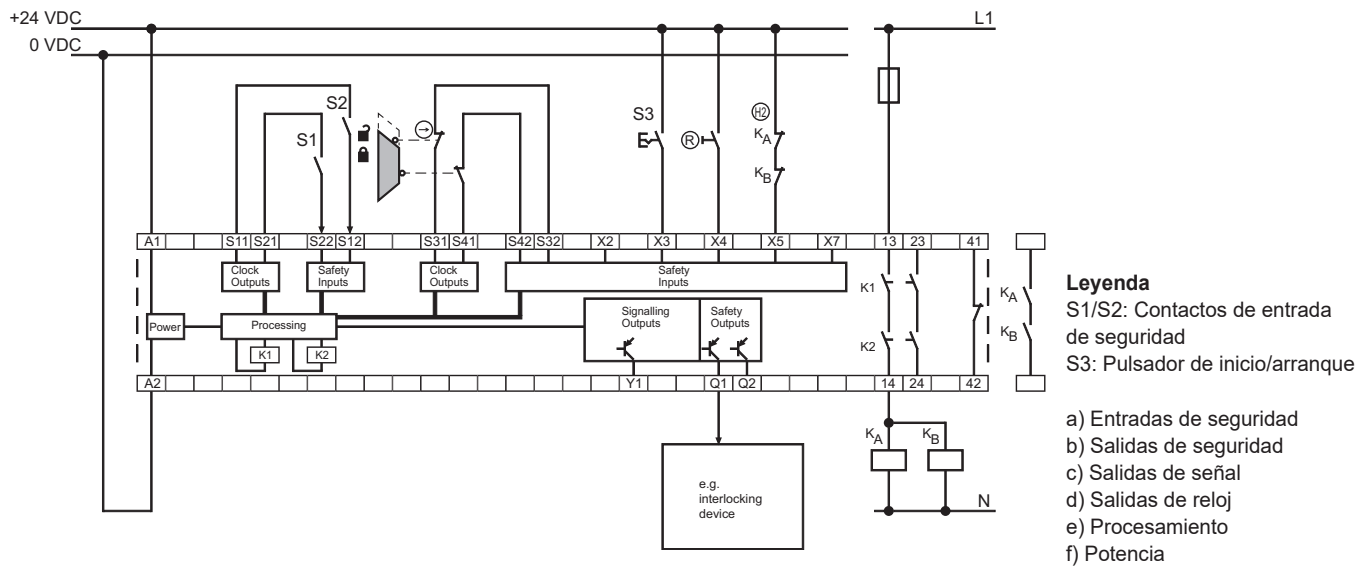 +24 VDC
L1
0 VDC
S2
S1
S3
R
H2
KA
KB
A1 S11 S21 S22 S12 S31 S41 S42 S32 X2 X3 X4 X5 X7 13 23 41
Clock Outputs
Safety Inputs
Clock Outputs
Safety Inputs
K1
KA
KB
Signalling Outputs
Safety Outputs
Power
Processing
K1
K2
K2
A2 Y1 Q1 Q2 14 24 42
KA
KB
e.g. interlocking device
N
Leyenda
S1/S2: Contactos de entrada
de seguridad
S3: Pulsador de inicio/arranque
a) Entradas de seguridad
b) Salidas de seguridad
c) Salidas de señal
d) Salidas de reloj
e) Procesamiento
f) Potencia